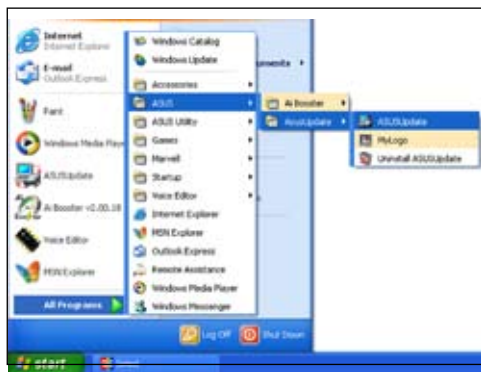 Internet
Internet Explorer
E-mail
Outlook Express
Paint
Windows Media Player
ASUSUpdate
Ai Booster v2.00.18
Voice Editor
MSN Explorer
All Programs
Windows Catalog
Windows Update
Accessories
ASUS
ASUS Utility
Games
Marvell
Startup
Voice Editor
Internet Explorer
MSN Explorer
Outlook Express
Remote Assistance
Windows Media Player
Windows Messenger
uments
Ai Booster
AsusUpdate
ASUSUpdate
MyLogo
Uninstall ASUSUpdate
Log Off
Shut Down
start